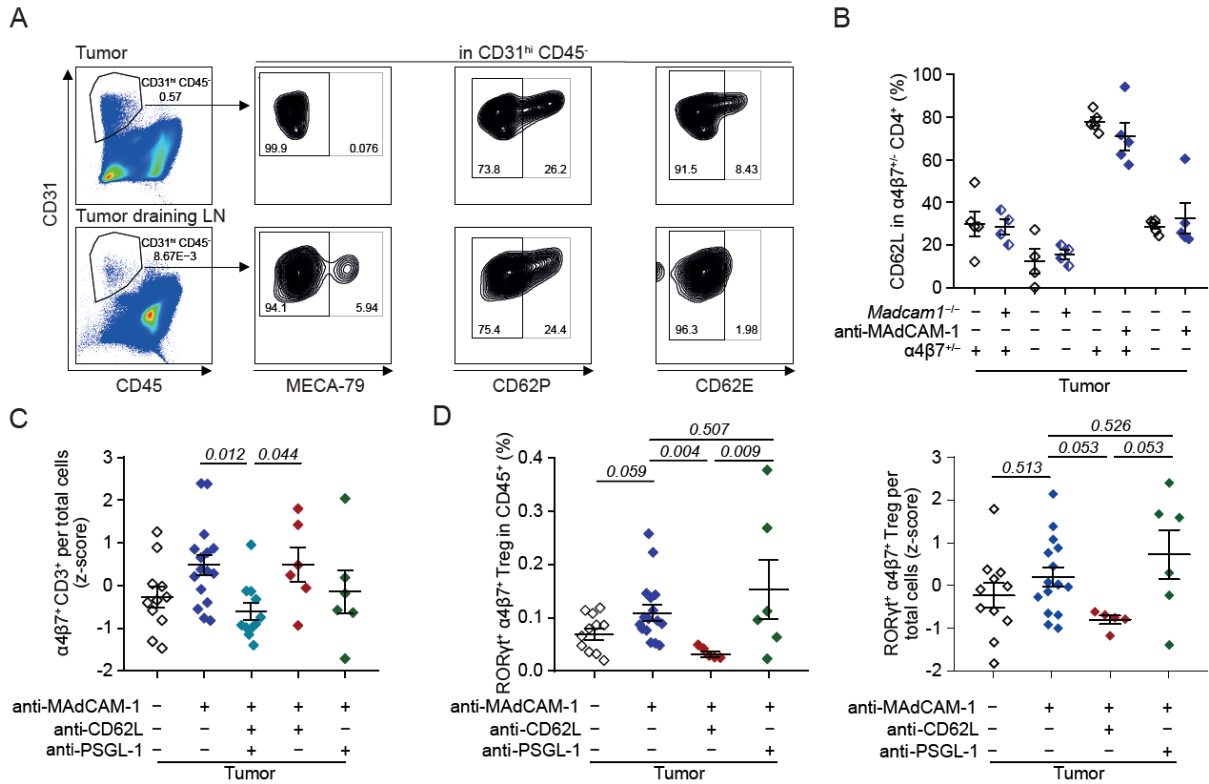 A
Tumor
in CD31ʰⁱ CD45⁻
CD31ʰⁱ CD45⁻
0.57
99.9 0.076
73.8 26.2
91.5 8.43
CD31
Tumor draining LN
CD31ʰⁱ CD45⁻
8.67E−3
94.1 5.94
75.4 24.4
96.3 1.98
CD45 MECA-79 CD62P CD62E
B
CD62L in α4β7⁺ᐟ⁻ CD4⁺ (%)
100
80
60
40
20
0
Madcam1⁻ᐟ⁻ − + − + − − − −
anti-MAdCAM-1 − − − − − + − +
α4β7⁺ᐟ⁻ + + − − + + − −
Tumor
C
α4β7⁺CD3⁺ per total cells
(z-score)
0.012 0.044
3
2
1
0
-1
-2
anti-MAdCAM-1 − + + + +
anti-CD62L − − + + −
anti-PSGL-1 − − + − +
Tumor
D
RORγt⁺ α4β7⁺ Treg in CD45⁺ (%)
0.507
0.004 0.009
0.059
0.4
0.3
0.2
0.1
0.0
anti-MAdCAM-1 − + + +
anti-CD62L − − + −
anti-PSGL-1 − − − +
Tumor
RORγt⁺ α4β7⁺ Treg per
total cells (z-score)
0.526
0.053 0.053
0.513
3
2
1
0
-1
-2
anti-MAdCAM-1 − + + +
anti-CD62L − − + −
anti-PSGL-1 − − − +
Tumor